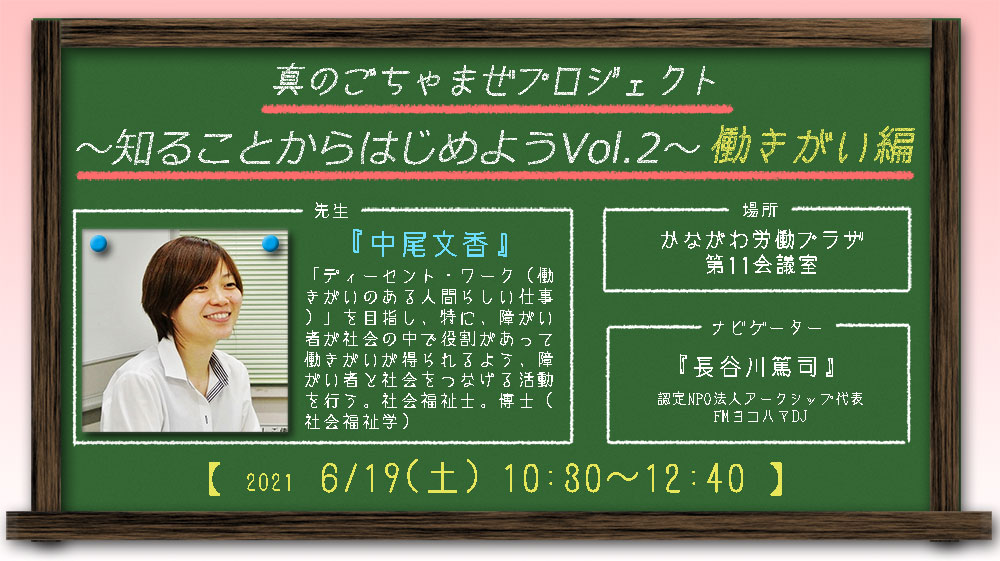 真のごちゃまぜプロジェクト
～知ることからはじめようVol.2～ 働きがい編
先生
『中尾文香』
「ディーセント・ワーク（働
きがいのある人間らしい仕事
）」を目指し、特に、障がい
者が社会の中で役割があって
働きがいが得られるよう、障
がい者と社会をつなげる活動
を行う。社会福祉士。博士（
社会福祉学）
場所
かながわ労働プラザ
第11会議室
ナビゲーター
『長谷川篤司』
認定NPO法人アークシップ代表
FMヨコハマDJ
【 2021 6/19(土) 10:30～12:40 】